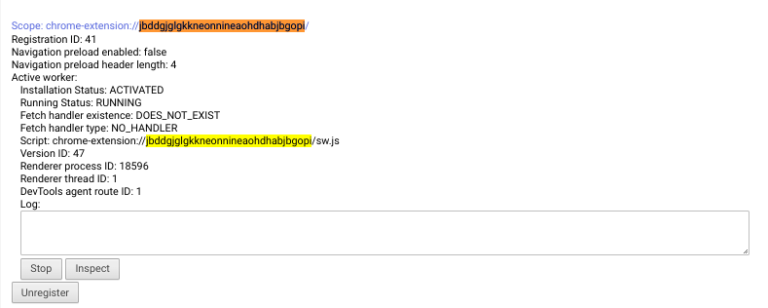 Scope: chrome-extension://jbddgjglgkkneonnineaohdhabjbgopi/
Registration ID: 41
Navigation preload enabled: false
Navigation preload header length: 4
Active worker:
Installation Status: ACTIVATED
Running Status: RUNNING
Fetch handler existence: DOES_NOT_EXIST
Fetch handler type: NO_HANDLER
Script: chrome-extension://jbddgjglgkkneonnineaohdhabjbgopi/sw.js
Version ID: 47
Renderer process ID: 18596
Renderer thread ID: 1
DevTools agent route ID: 1
Log:
Stop Inspect
Unregister